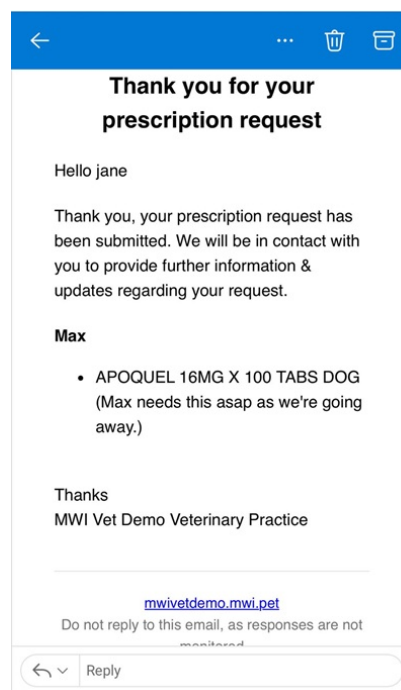 Thank you for your
prescription request
Hello jane
Thank you, your prescription request has
been submitted. We will be in contact with
you to provide further information &
updates regarding your request.
Max
• APOQUEL 16MG X 100 TABS DOG
(Max needs this asap as we're going
away.)
Thanks
MWI Vet Demo Veterinary Practice
mwivetdemo.mwi.pet
Do not reply to this email, as responses are not
monitored
Reply